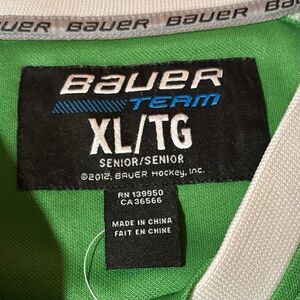 BAUER BAUER BAUER BAUER
BAUER
TEAM
XL/TG
SENIOR/SENIOR
©2012, BAUER Hockey, Inc.
RN 139950
CA 36566
MADE IN CHINA
FAIT EN CHINE